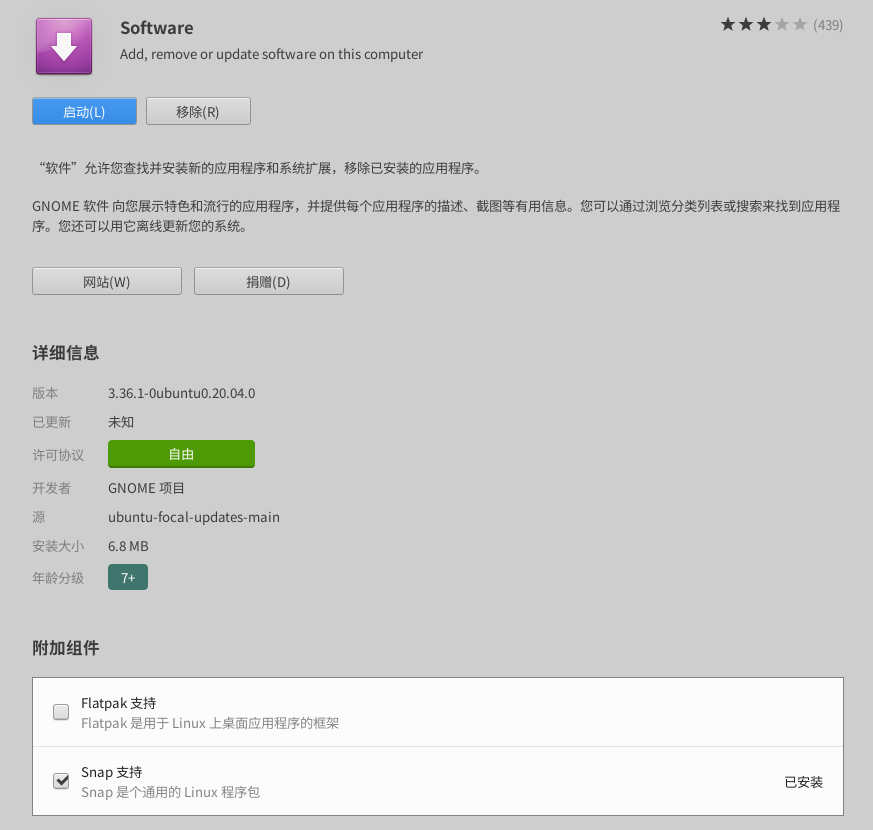 Software
(439)
Add, remove or update software on this computer
启动(L)
移除(R)
“软件”允许您查找并安装新的应用程序和系统扩展，移除已安装的应用程序。
GNOME 软件 向您展示特色和流行的应用程序，并提供每个应用程序的描述、截图等有用信息。您可以通过浏览分类列表或搜索来找到应用程
序。您还可以用它离线更新您的系统。
网站(W)
捐赠(D)
详细信息
版本 3.36.1-0ubuntu0.20.04.0
已更新 未知
许可协议 自由
开发者 GNOME 项目
源 ubuntu-focal-updates-main
安装大小 6.8 MB
年龄分级 7+
附加组件
Flatpak 支持
Flatpak 是用于 Linux 上桌面应用程序的框架
Snap 支持
Snap 是个通用的 Linux 程序包
已安装